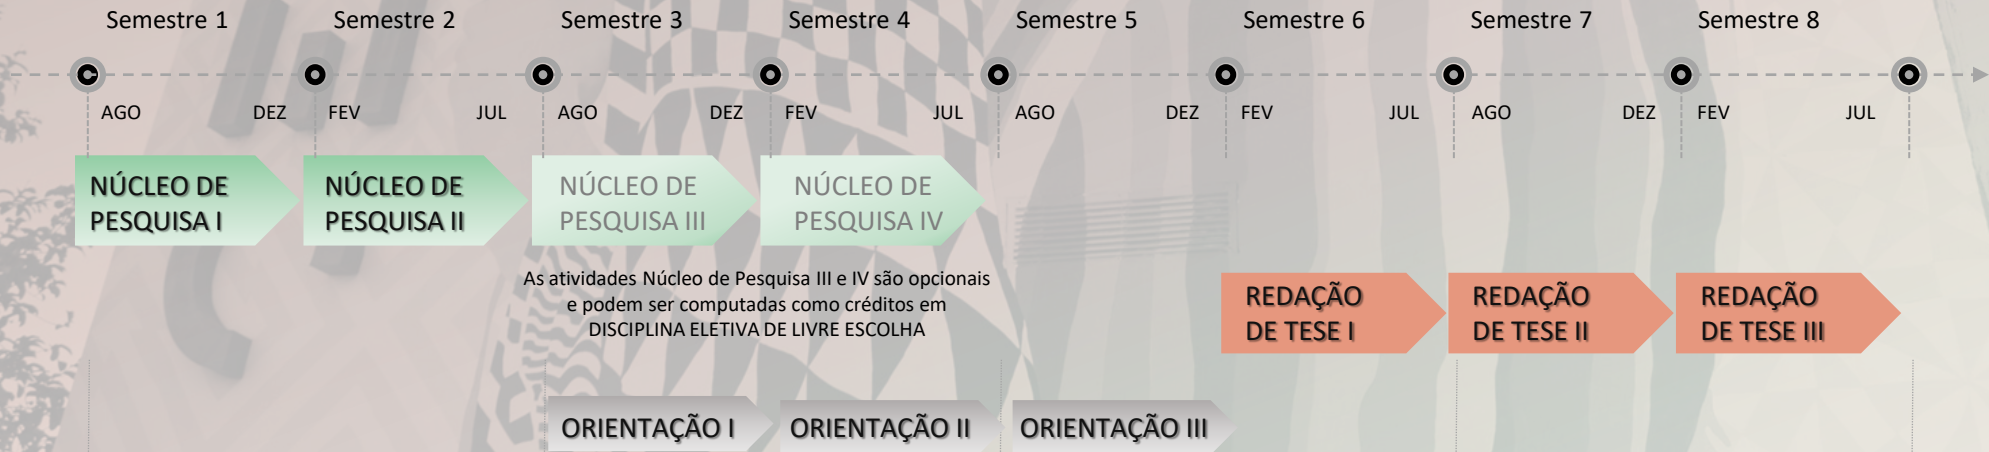 Semestre 1 Semestre 2 Semestre 3 Semestre 4 Semestre 5 Semestre 6 Semestre 7 Semestre 8
AGO DEZ FEV JUL AGO DEZ FEV JUL AGO DEZ FEV JUL AGO DEZ FEV JUL
NÚCLEO DE
PESQUISA I
NÚCLEO DE
PESQUISA II
NÚCLEO DE
PESQUISA III
NÚCLEO DE
PESQUISA IV
As atividades Núcleo de Pesquisa III e IV são opcionais
e podem ser computadas como créditos em
DISCIPLINA ELETIVA DE LIVRE ESCOLHA
REDAÇÃO
DE TESE I
REDAÇÃO
DE TESE II
REDAÇÃO
DE TESE III
ORIENTAÇÃO I
ORIENTAÇÃO II
ORIENTAÇÃO III